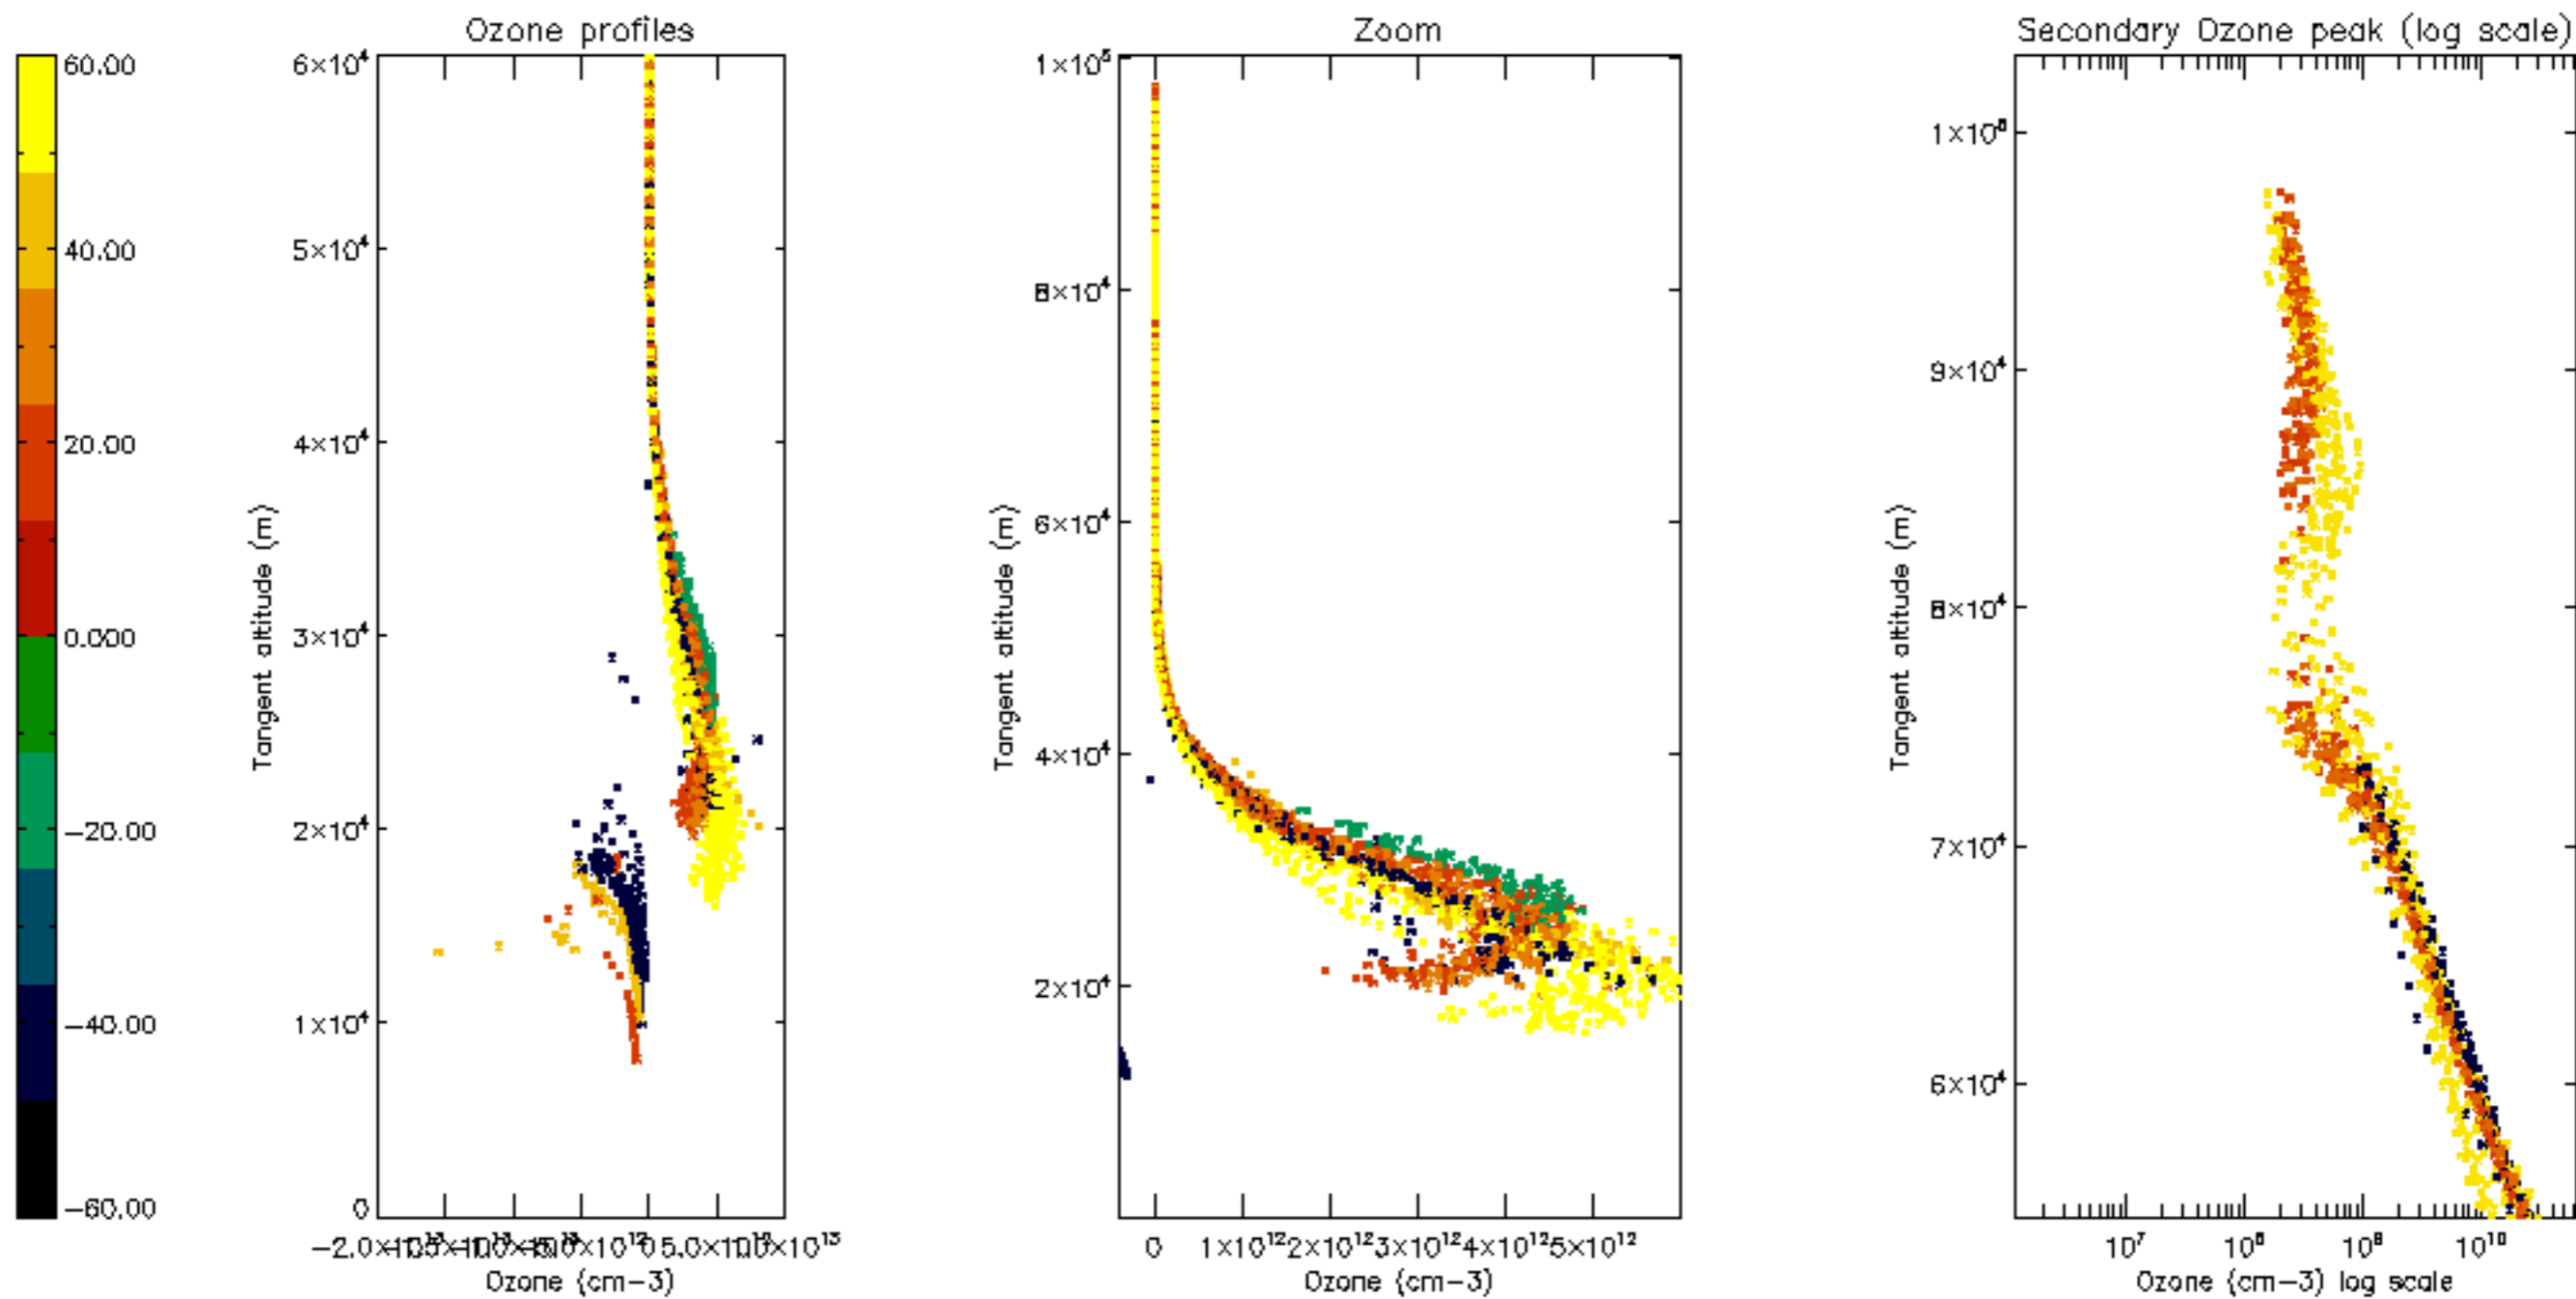 Ozone profiles
Zoom
Secondary Ozone peak (log scale)
60.00
40.00
20.00
0.000
-20.00
-40.00
-60.00
6×10⁴
5×10⁴
4×10⁴
3×10⁴
2×10⁴
1×10⁴
0
Tangent altitude (m)
Ozone (cm-3)
1×10⁵
8×10⁴
6×10⁴
4×10⁴
2×10⁴
Tangent altitude (m)
0 1×10¹² 2×10¹² 3×10¹² 4×10¹² 5×10¹²
Ozone (cm-3)
9×10⁴
8×10⁴
7×10⁴
6×10⁴
Tangent altitude (m)
10⁷ 10⁸ 10⁹ 10¹⁰
Ozone (cm-3) log scale